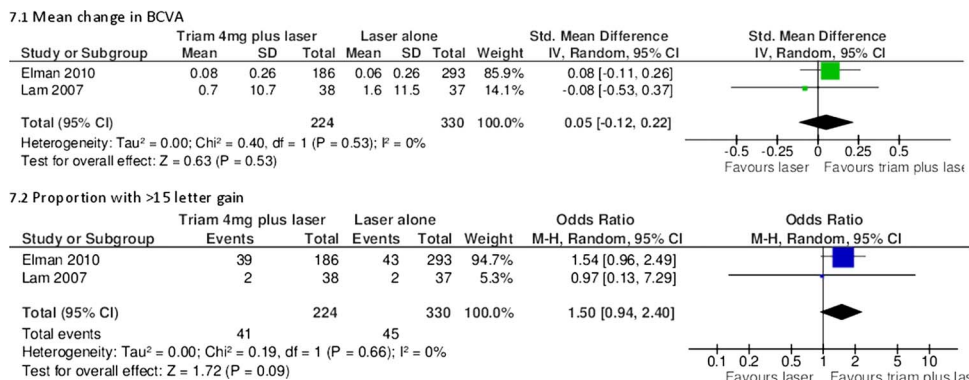 7.1 Mean change in BCVA
Triam 4mg plus laser Laser alone Std. Mean Difference Std. Mean Difference
Study or Subgroup Mean SD Total Mean SD Total Weight IV, Random, 95% CI IV, Random, 95% CI
Elman 2010 0.08 0.26 186 0.06 0.26 293 85.9% 0.08 [-0.11, 0.26]
Lam 2007 0.7 10.7 38 1.6 11.5 37 14.1% -0.08 [-0.53, 0.37]
Total (95% CI) 224 330 100.0% 0.05 [-0.12, 0.22]
Heterogeneity: Tau² = 0.00; Chi² = 0.40, df = 1 (P = 0.53); I² = 0%
Test for overall effect: Z = 0.63 (P = 0.53)
-0.5 -0.25 0 0.25 0.5
Favours laser Favours triam plus lase
7.2 Proportion with >15 letter gain
Triam 4mg plus laser Laser alone Odds Ratio Odds Ratio
Study or Subgroup Events Total Events Total Weight M-H, Random, 95% CI M-H, Random, 95% CI
Elman 2010 39 186 43 293 94.7% 1.54 [0.96, 2.49]
Lam 2007 2 38 2 37 5.3% 0.97 [0.13, 7.29]
Total (95% CI) 224 330 100.0% 1.50 [0.94, 2.40]
Total events 41 45
Heterogeneity: Tau² = 0.00; Chi² = 0.19, df = 1 (P = 0.66); I² = 0%
Test for overall effect: Z = 1.72 (P = 0.09)
0.1 0.2 0.5 1 2 5 10
Favours laser Favours triam plus las